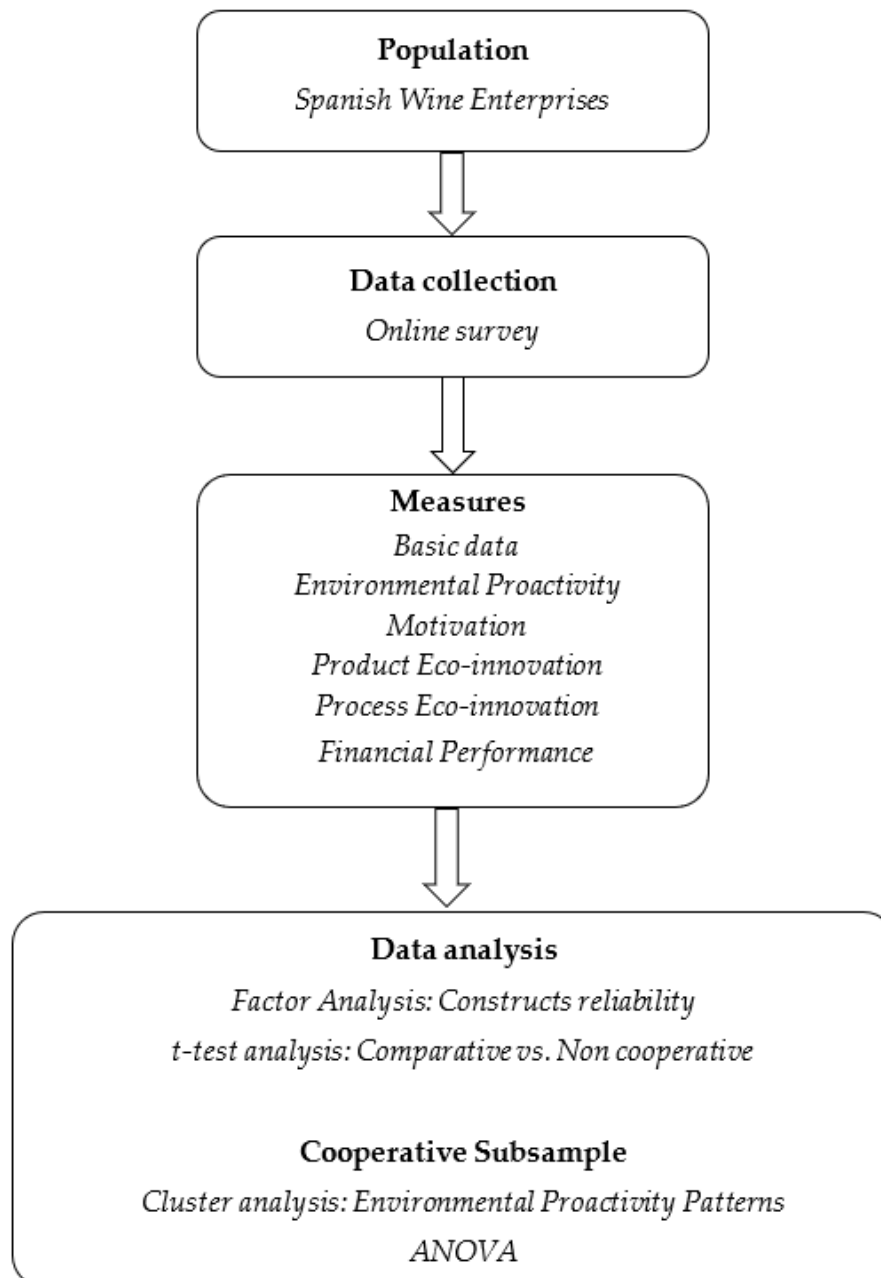 Population
Spanish Wine Enterprises
Data collection
Online survey
Measures
Basic data
Environmental Proactivity
Motivation
Product Eco-innovation
Process Eco-innovation
Financial Performance
Data analysis
Factor Analysis: Constructs reliability
t-test analysis: Comparative vs. Non cooperative
Cooperative Subsample
Cluster analysis: Environmental Proactivity Patterns
ANOVA